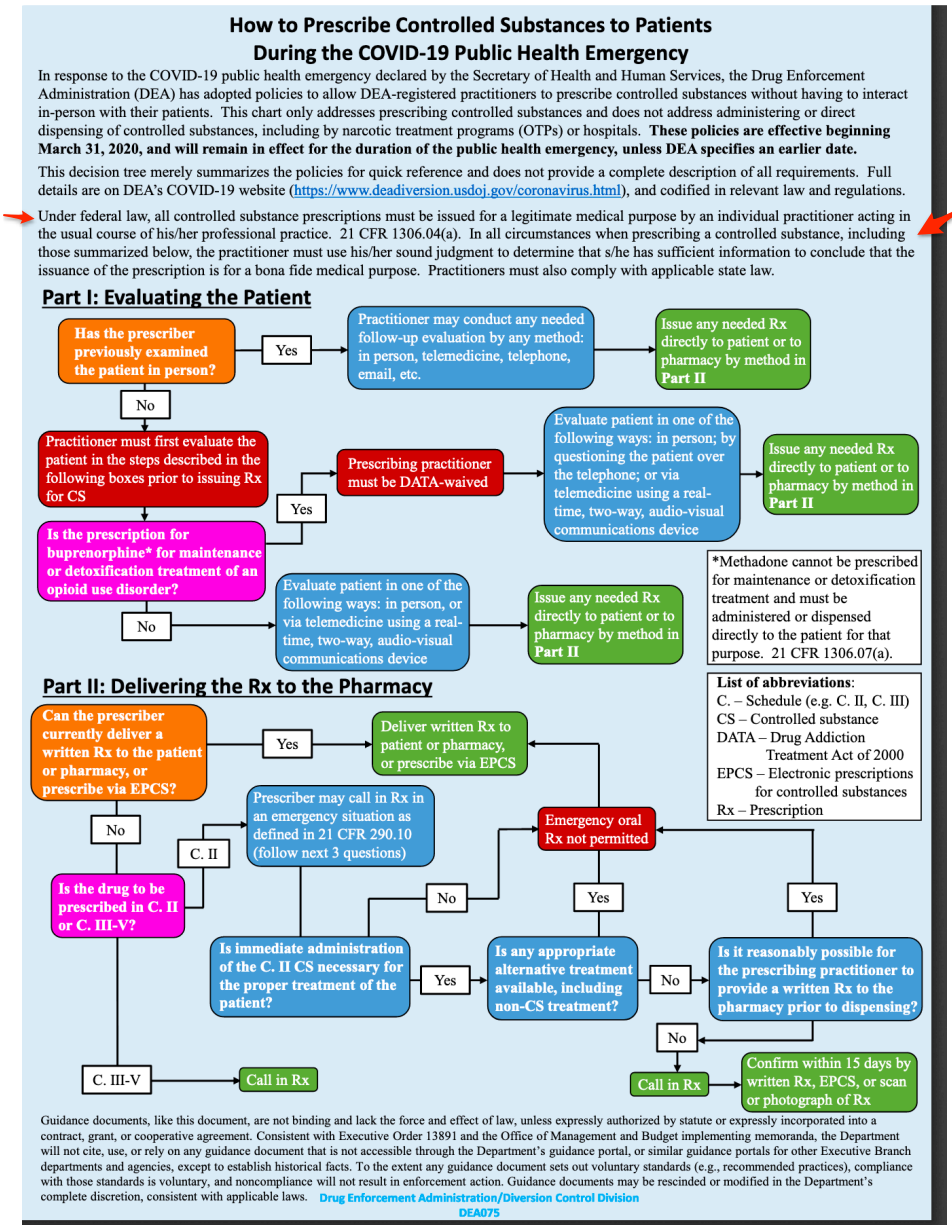 How to Prescribe Controlled Substances to Patients
During the COVID-19 Public Health Emergency
In response to the COVID-19 public health emergency declared by the Secretary of Health and Human Services, the Drug Enforcement
Administration (DEA) has adopted policies to allow DEA-registered practitioners to prescribe controlled substances without having to interact
in-person with their patients. This chart only addresses prescribing controlled substances and does not address administering or direct
dispensing of controlled substances, including by narcotic treatment programs (OTPs) or hospitals. These policies are effective beginning
March 31, 2020, and will remain in effect for the duration of the public health emergency, unless DEA specifies an earlier date.
This decision tree merely summarizes the policies for quick reference and does not provide a complete description of all requirements. Full
details are on DEA's COVID-19 website (https://www.deadiversion.usdoj.gov/coronavirus.html), and codified in relevant law and regulations.
Under federal law, all controlled substance prescriptions must be issued for a legitimate medical purpose by an individual practitioner acting in
the usual course of his/her professional practice. 21 CFR 1306.04(a). In all circumstances when prescribing a controlled substance, including
those summarized below, the practitioner must use his/her sound judgment to determine that s/he has sufficient information to conclude that the
issuance of the prescription is for a bona fide medical purpose. Practitioners must also comply with applicable state law.
Part I: Evaluating the Patient
Has the prescriber
previously examined
the patient in person?
Yes
Practitioner may conduct any needed
follow-up evaluation by any method:
in person, telemedicine, telephone,
email, etc.
Issue any needed Rx
directly to patient or to
pharmacy by method in
Part II
No
Practitioner must first evaluate the
patient in the steps described in the
following boxes prior to issuing Rx
for CS
Is the prescription for
buprenorphine* for maintenance
or detoxification treatment of an
opioid use disorder?
Yes
Prescribing practitioner
must be DATA-waived
Evaluate patient in one of the
following ways: in person; by
questioning the patient over
the telephone; or via
telemedicine using a real-
time, two-way, audio-visual
communications device
Issue any needed Rx
directly to patient or to
pharmacy by method in
Part II
No
Evaluate patient in one of the
following ways: in person, or
via telemedicine using a real-
time, two-way, audio-visual
communications device
Issue any needed Rx
directly to patient or to
pharmacy by method in
Part II
*Methadone cannot be prescribed
for maintenance or detoxification
treatment and must be
administered or dispensed
directly to the patient for that
purpose. 21 CFR 1306.07(a).
Part II: Delivering the Rx to the Pharmacy
List of abbreviations:
C. – Schedule (e.g. C. II, C. III)
CS – Controlled substance
DATA – Drug Addiction
Treatment Act of 2000
EPCS – Electronic prescriptions
for controlled substances
Rx – Prescription
Can the prescriber
currently deliver a
written Rx to the patient
or pharmacy, or
prescribe via EPCS?
Yes
Deliver written Rx to
patient or pharmacy,
or prescribe via EPCS
No
Is the drug to be
prescribed in C. II
or C. III-V?
C. II
Prescriber may call in Rx in
an emergency situation as
defined in 21 CFR 290.10
(follow next 3 questions)
Emergency oral
Rx not permitted
No
Yes
Yes
Is immediate administration
of the C. II CS necessary for
the proper treatment of the
patient?
Yes
Is any appropriate
alternative treatment
available, including
non-CS treatment?
No
Is it reasonably possible for
the prescribing practitioner to
provide a written Rx to the
pharmacy prior to dispensing?
No
C. III-V
Call in Rx
Call in Rx
Confirm within 15 days by
written Rx, EPCS, or scan
or photograph of Rx
Guidance documents, like this document, are not binding and lack the force and effect of law, unless expressly authorized by statute or expressly incorporated into a
contract, grant, or cooperative agreement. Consistent with Executive Order 13891 and the Office of Management and Budget implementing memoranda, the Department
will not cite, use, or rely on any guidance document that is not accessible through the Department's guidance portal, or similar guidance portals for other Executive Branch
departments and agencies, except to establish historical facts. To the extent any guidance document sets out voluntary standards (e.g., recommended practices), compliance
with those standards is voluntary, and noncompliance will not result in enforcement action. Guidance documents may be rescinded or modified in the Department's
complete discretion, consistent with applicable laws. Drug Enforcement Administration/Diversion Control Division
DEA075